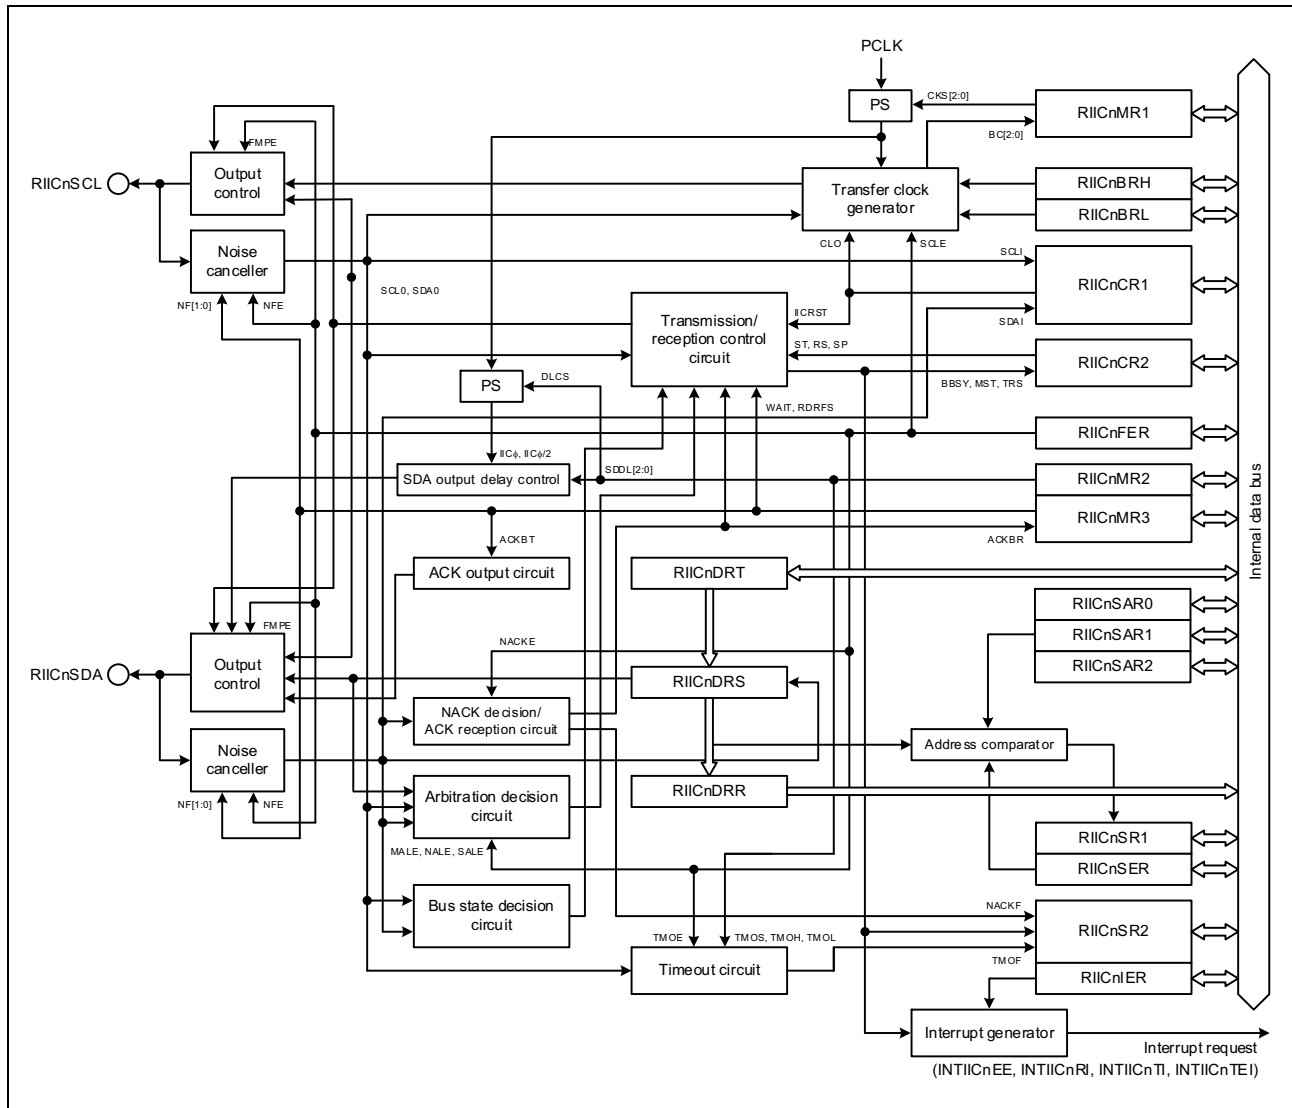 PCLK
PS
CKS[2:0]
RIICnMR1
BC[2:0]
FMPE
RIICnSCL
Output
control
Transfer clock
generator
RIICnBRH
RIICnBRL
Noise
canceller
CLO
SCLE
SCLI
RIICnCR1
NF[1:0]
NFE
SCL0, SDA0
Transmission/
reception control
circuit
IICRST
SDAI
ST, RS, SP
RIICnCR2
PS
DLCS
BBSY, MST, TRS
WAIT, RDRFS
RIICnFER
IICϕ, IICϕ/2
SDA output delay control
SDDL[2:0]
RIICnMR2
RIICnMR3
ACKBT
ACKBR
Internal data bus
ACK output circuit
RIICnDRT
RIICnSAR0
RIICnSAR1
RIICnSAR2
FMPE
NACKE
RIICnSDA
Output
control
RIICnDRS
NACK decision/
ACK reception circuit
Address comparator
Noise
canceller
NF[1:0]
NFE
Arbitration decision
circuit
RIICnDRR
MALE, NALE, SALE
RIICnSR1
RIICnSER
Bus state decision
circuit
NACKF
RIICnSR2
TMOE
TMOS, TMOH, TMOL
Timeout circuit
TMOF
RIICnIER
Interrupt generator
Interrupt request
(INTIICnEE, INTIICnRI, INTIICnTI, INTIICnTEI)